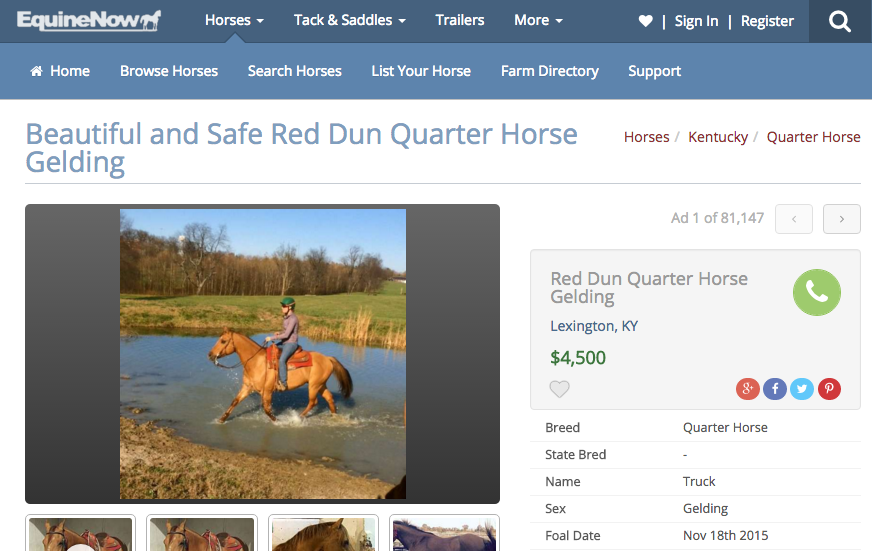 EquineNow
Horses Tack & Saddles Trailers More | Sign In | Register
Home Browse Horses Search Horses List Your Horse Farm Directory Support
Beautiful and Safe Red Dun Quarter Horse
Gelding
Horses / Kentucky / Quarter Horse
Ad 1 of 81,147 ‹ ›
Red Dun Quarter Horse
Gelding
Lexington, KY
$4,500
Breed Quarter Horse
State Bred -
Name Truck
Sex Gelding
Foal Date Nov 18th 2015